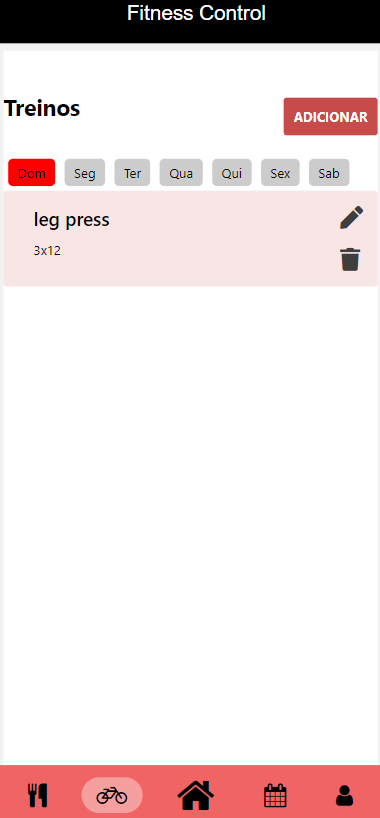 Fitness Control
Treinos
ADICIONAR
Dom Seg Ter Qua Qui Sex Sab
leg press
3x12